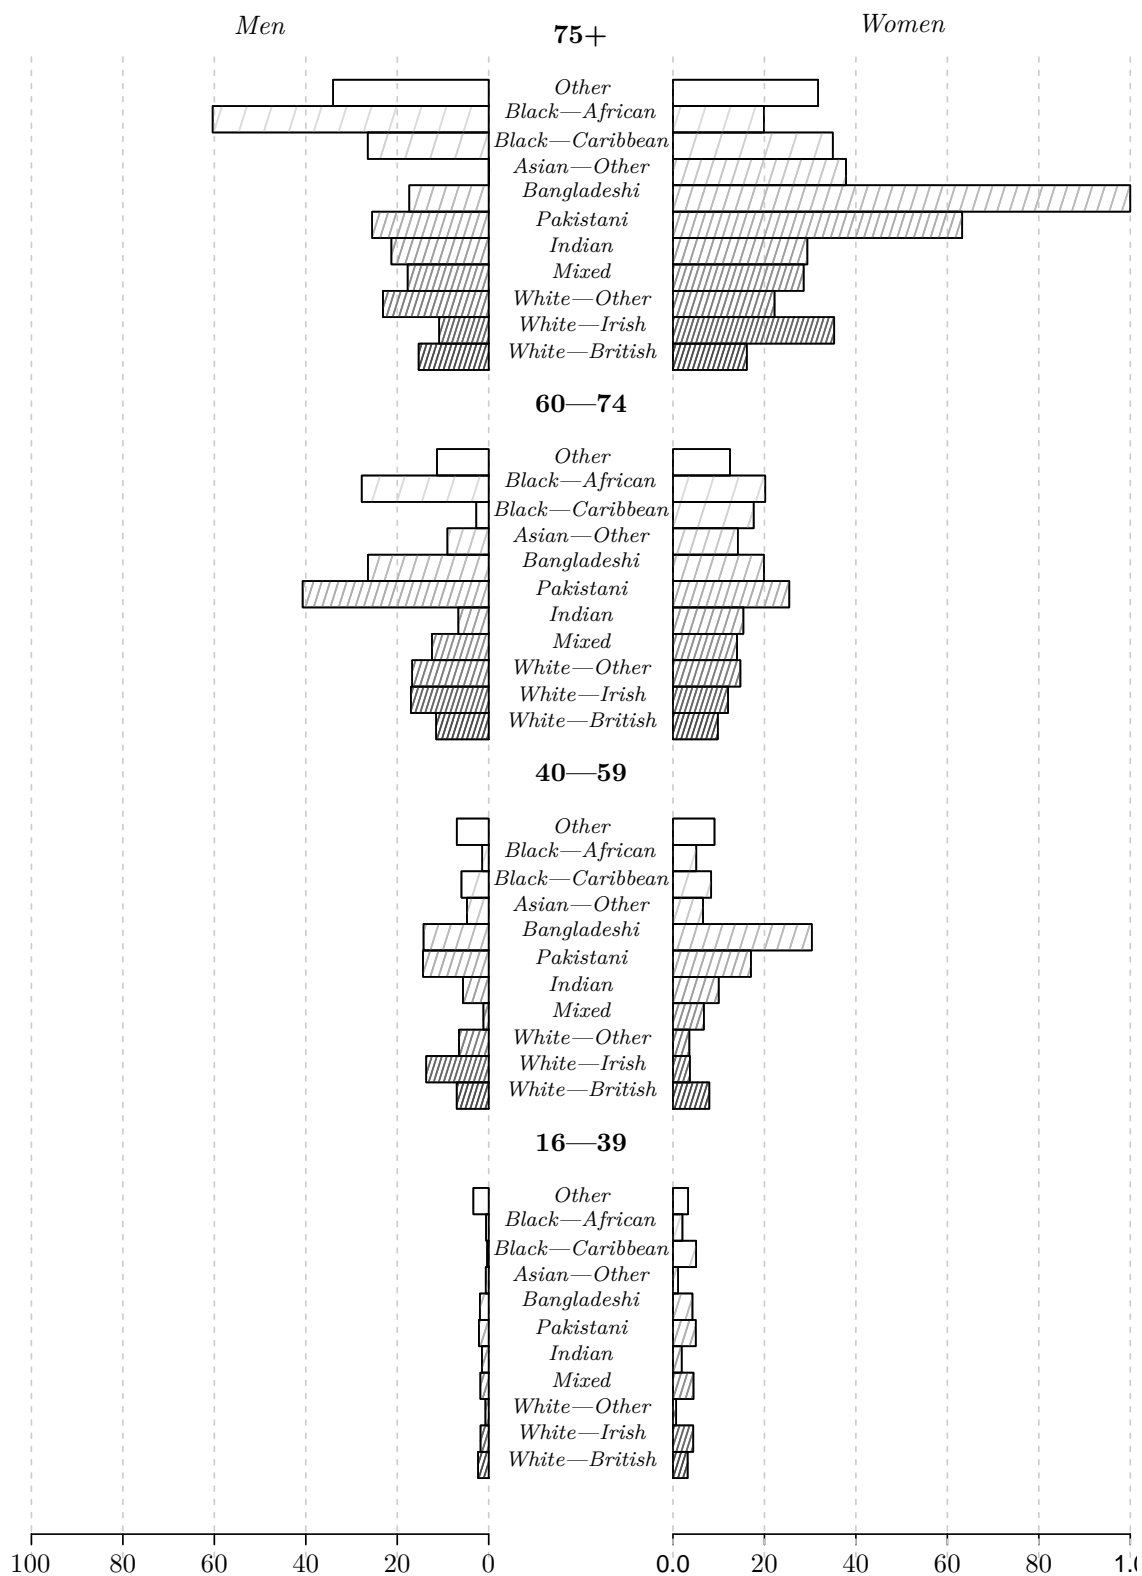 Men
75+
Women
Other
Black—African
Black—Caribbean
Asian—Other
Bangladeshi
Pakistani
Indian
Mixed
White—Other
White—Irish
White—British
60—74
Other
Black—African
Black—Caribbean
Asian—Other
Bangladeshi
Pakistani
Indian
Mixed
White—Other
White—Irish
White—British
40—59
Other
Black—African
Black—Caribbean
Asian—Other
Bangladeshi
Pakistani
Indian
Mixed
White—Other
White—Irish
White—British
16—39
Other
Black—African
Black—Caribbean
Asian—Other
Bangladeshi
Pakistani
Indian
Mixed
White—Other
White—Irish
White—British
100 80 60 40 20 0 0.0 20 40 60 80